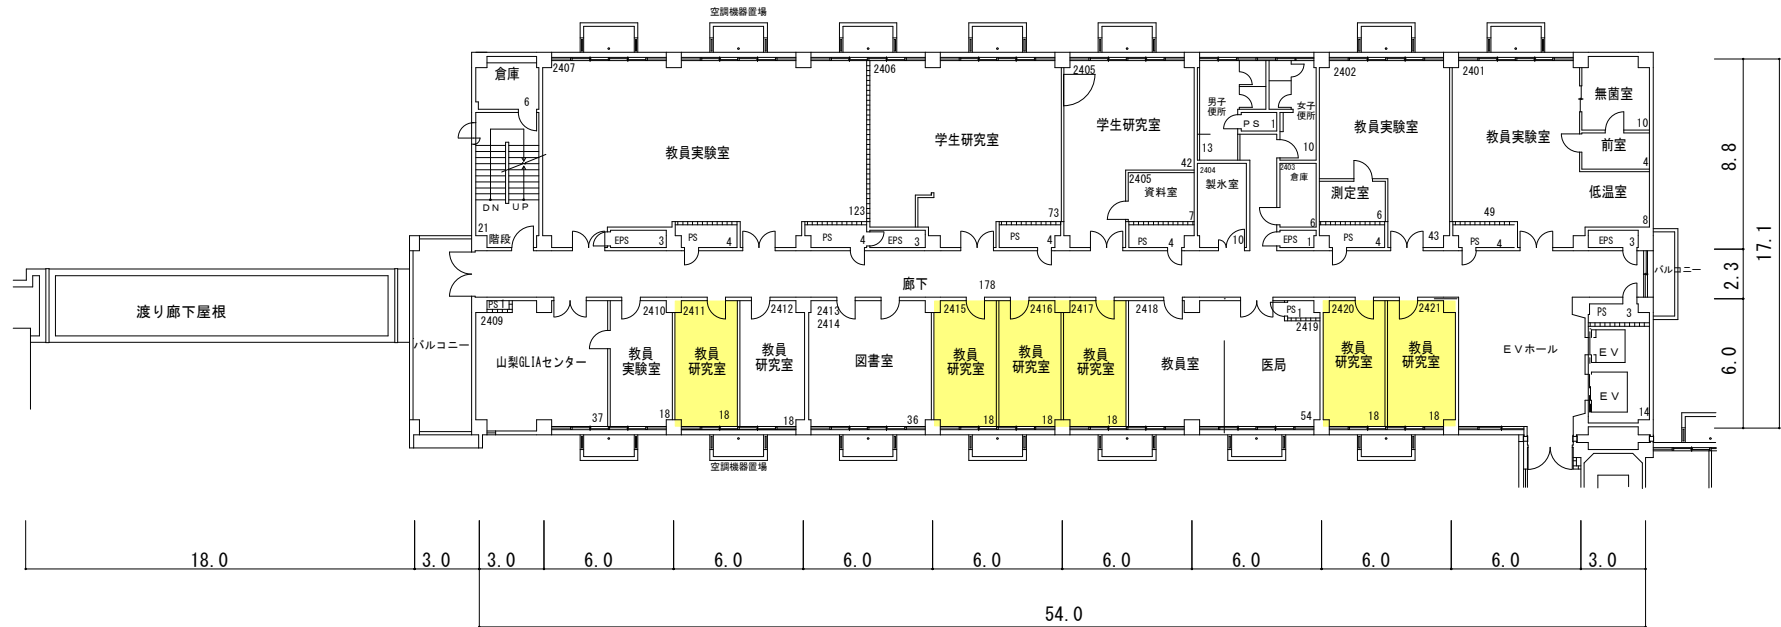 空調機器置場
2407
2406
2405
2402
2401
倉庫
6
無菌室
10
男子
便所
女子
便所
PS 1
学生研究室
学生研究室
教員実験室
教員実験室
教員実験室
前室
4
13
10
42
2405
資料室
7
2404
製氷室
2403
倉庫
6
測定室
6
低温室
8
DN UP
21
階段
123
73
49
43
10
EPS 3
PS 4
PS 4
EPS 3
PS 4
PS 4
EPS 1
PS 4
PS 4
EPS 3
バルコニー
廊下
178
渡り廊下屋根
バルコニー
PS 1
2409
2410
2411
2412
2413
2414
2415
2416
2417
2418
PS 1
2419
2420
2421
PS 3
山梨GLIAセンター
教員
実験室
教員
研究室
教員
研究室
図書室
教員
研究室
教員
研究室
教員
研究室
教員室
医局
教員
研究室
教員
研究室
EVホール
EV
EV
37
18
18
18
36
18
18
18
54
18
18
14
空調機器置場
8.8
2.3
6.0
17.1
18.0
3.0
3.0
6.0
6.0
6.0
6.0
6.0
6.0
6.0
6.0
3.0
54.0